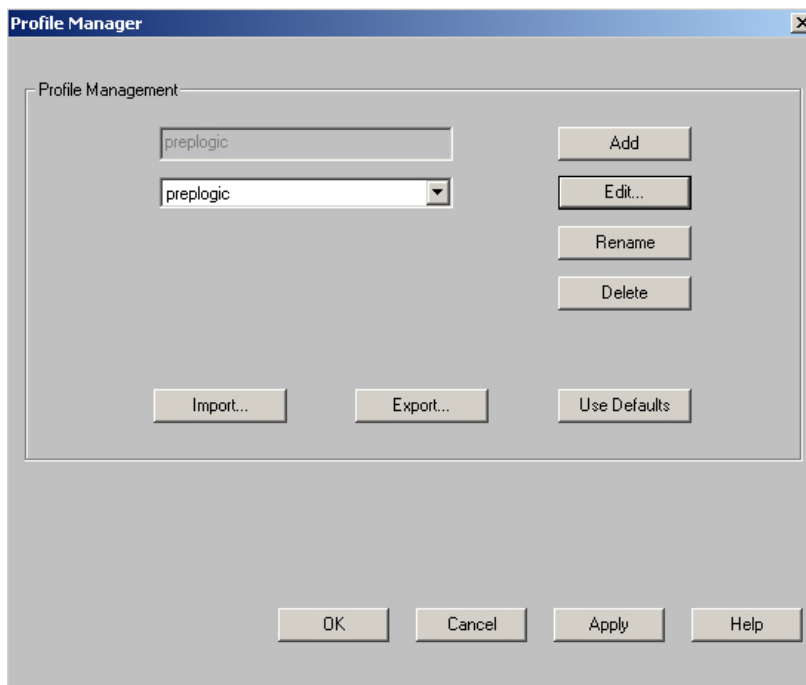 Profile Manager
Profile Management
preplogic
Add
preplogic
Edit...
Rename
Delete
Import...
Export...
Use Defaults
OK
Cancel
Apply
Help